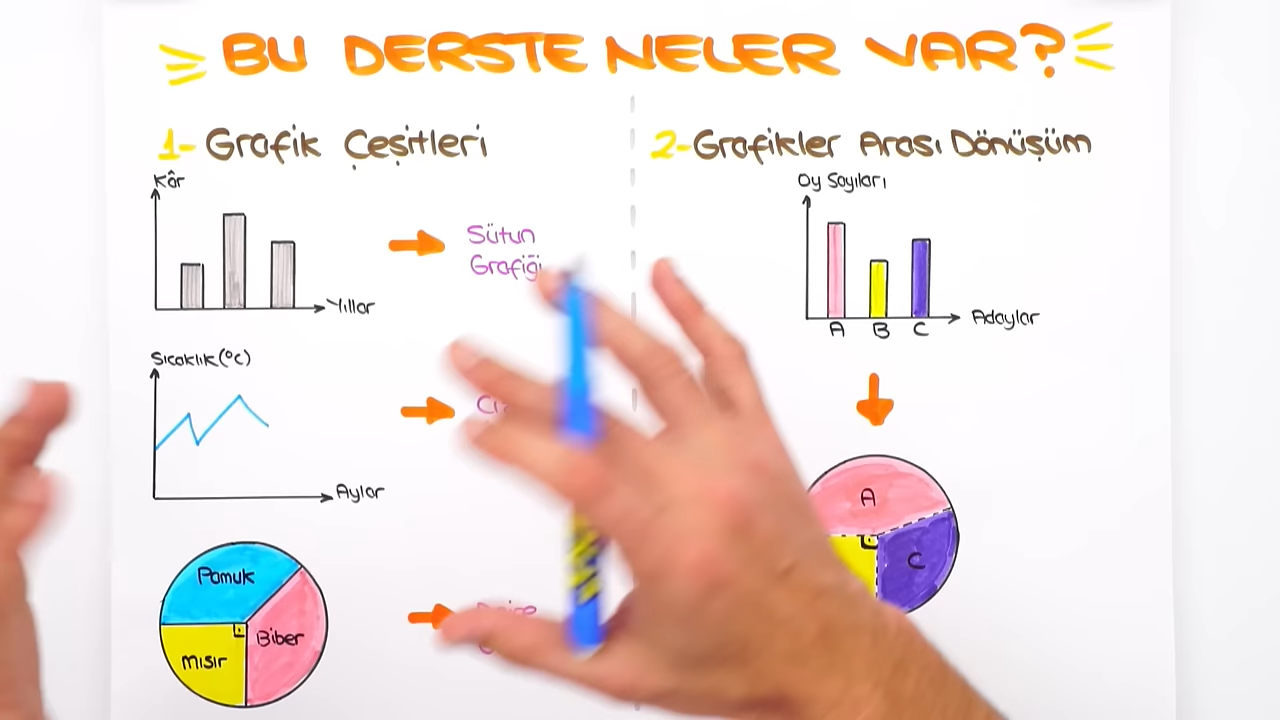 BU DERSTE NELER VAR?
1- Grafik Çeşitleri
Kâr
Yıllar
Sütun
Grafiği
Sıcaklık (°C)
Aylar
Pamuk
Biber
Mısır
2- Grafikler Arası Dönüşüm
Oy Sayıları
A B C
Adaylar
A
C